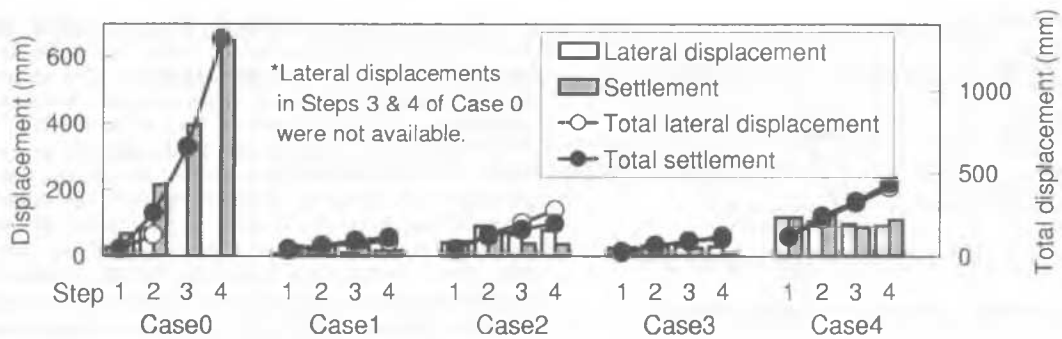 Displacement (mm)
600
400
200
0
*Lateral displacements
in Steps 3 & 4 of Case 0
were not available.
Lateral displacement
Settlement
Total lateral displacement
Total settlement
1000
500
0
Total displacement (mm)
Step 1 2 3 4 1 2 3 4 1 2 3 4 1 2 3 4 1 2 3 4
Case0 Case1 Case2 Case3 Case4